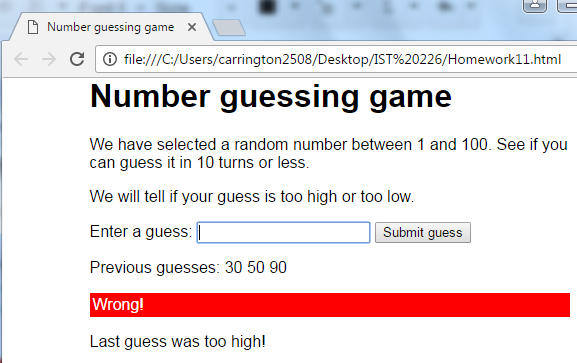 Number guessing game
file:///C:/Users/carrington2508/Desktop/IST%20226/Homework11.html
Number guessing game
We have selected a random number between 1 and 100. See if you
can guess it in 10 turns or less.
We will tell if your guess is too high or too low.
Enter a guess: Submit guess
Previous guesses: 30 50 90
Wrong!
Last guess was too high!